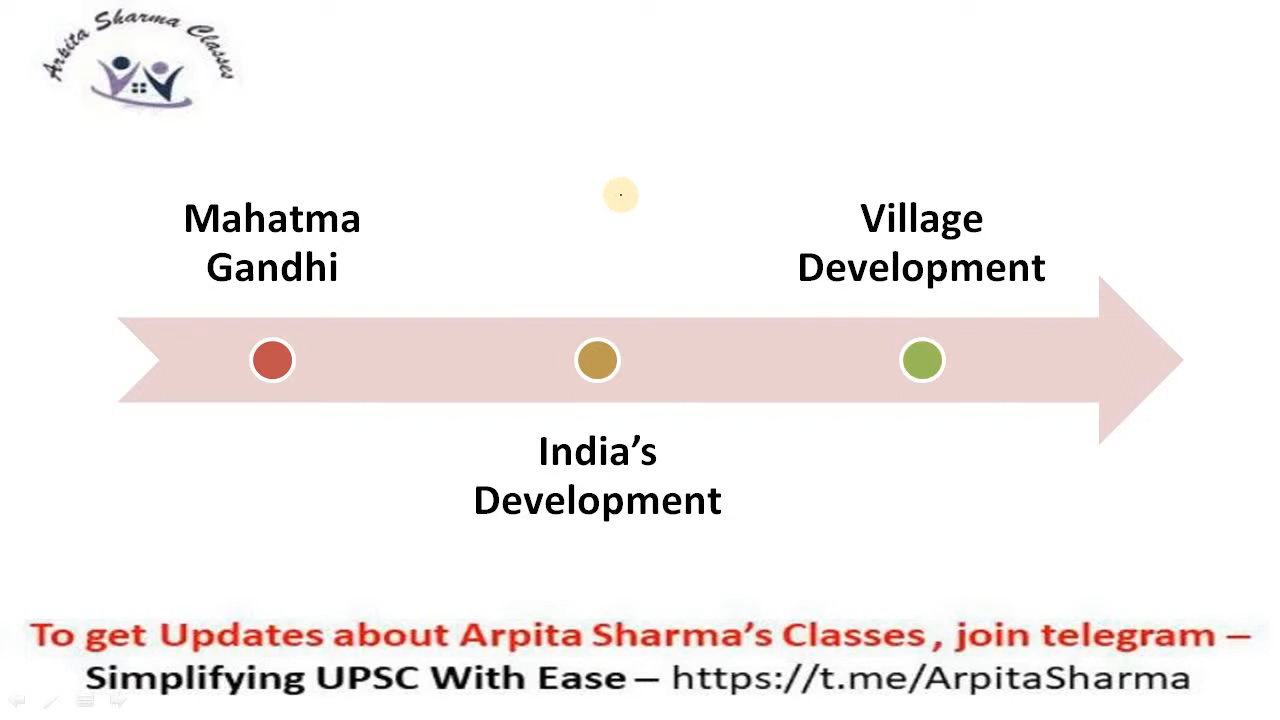 Arpita Sharma Classes
Mahatma
Gandhi
Village
Development
India’s
Development
To get Updates about Arpita Sharma’s Classes , join telegram –
Simplifying UPSC With Ease – https://t.me/ArpitaSharma